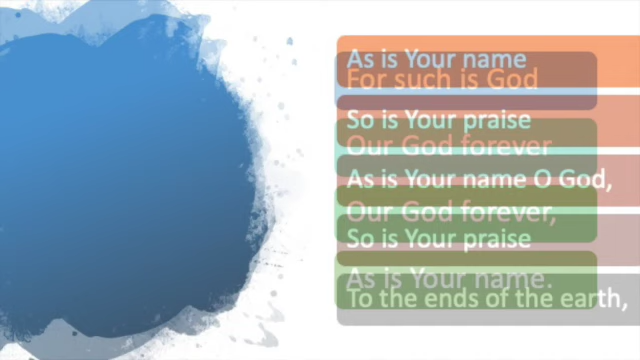 As is Your name
For such is God
So is Your praise
Our God forever
As is Your name O God,
Our God forever,
So is Your praise
As is Your name.
To the ends of the earth,